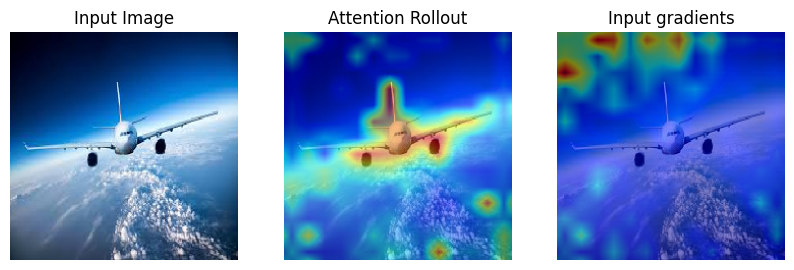 Input Image
Attention Rollout
Input gradients